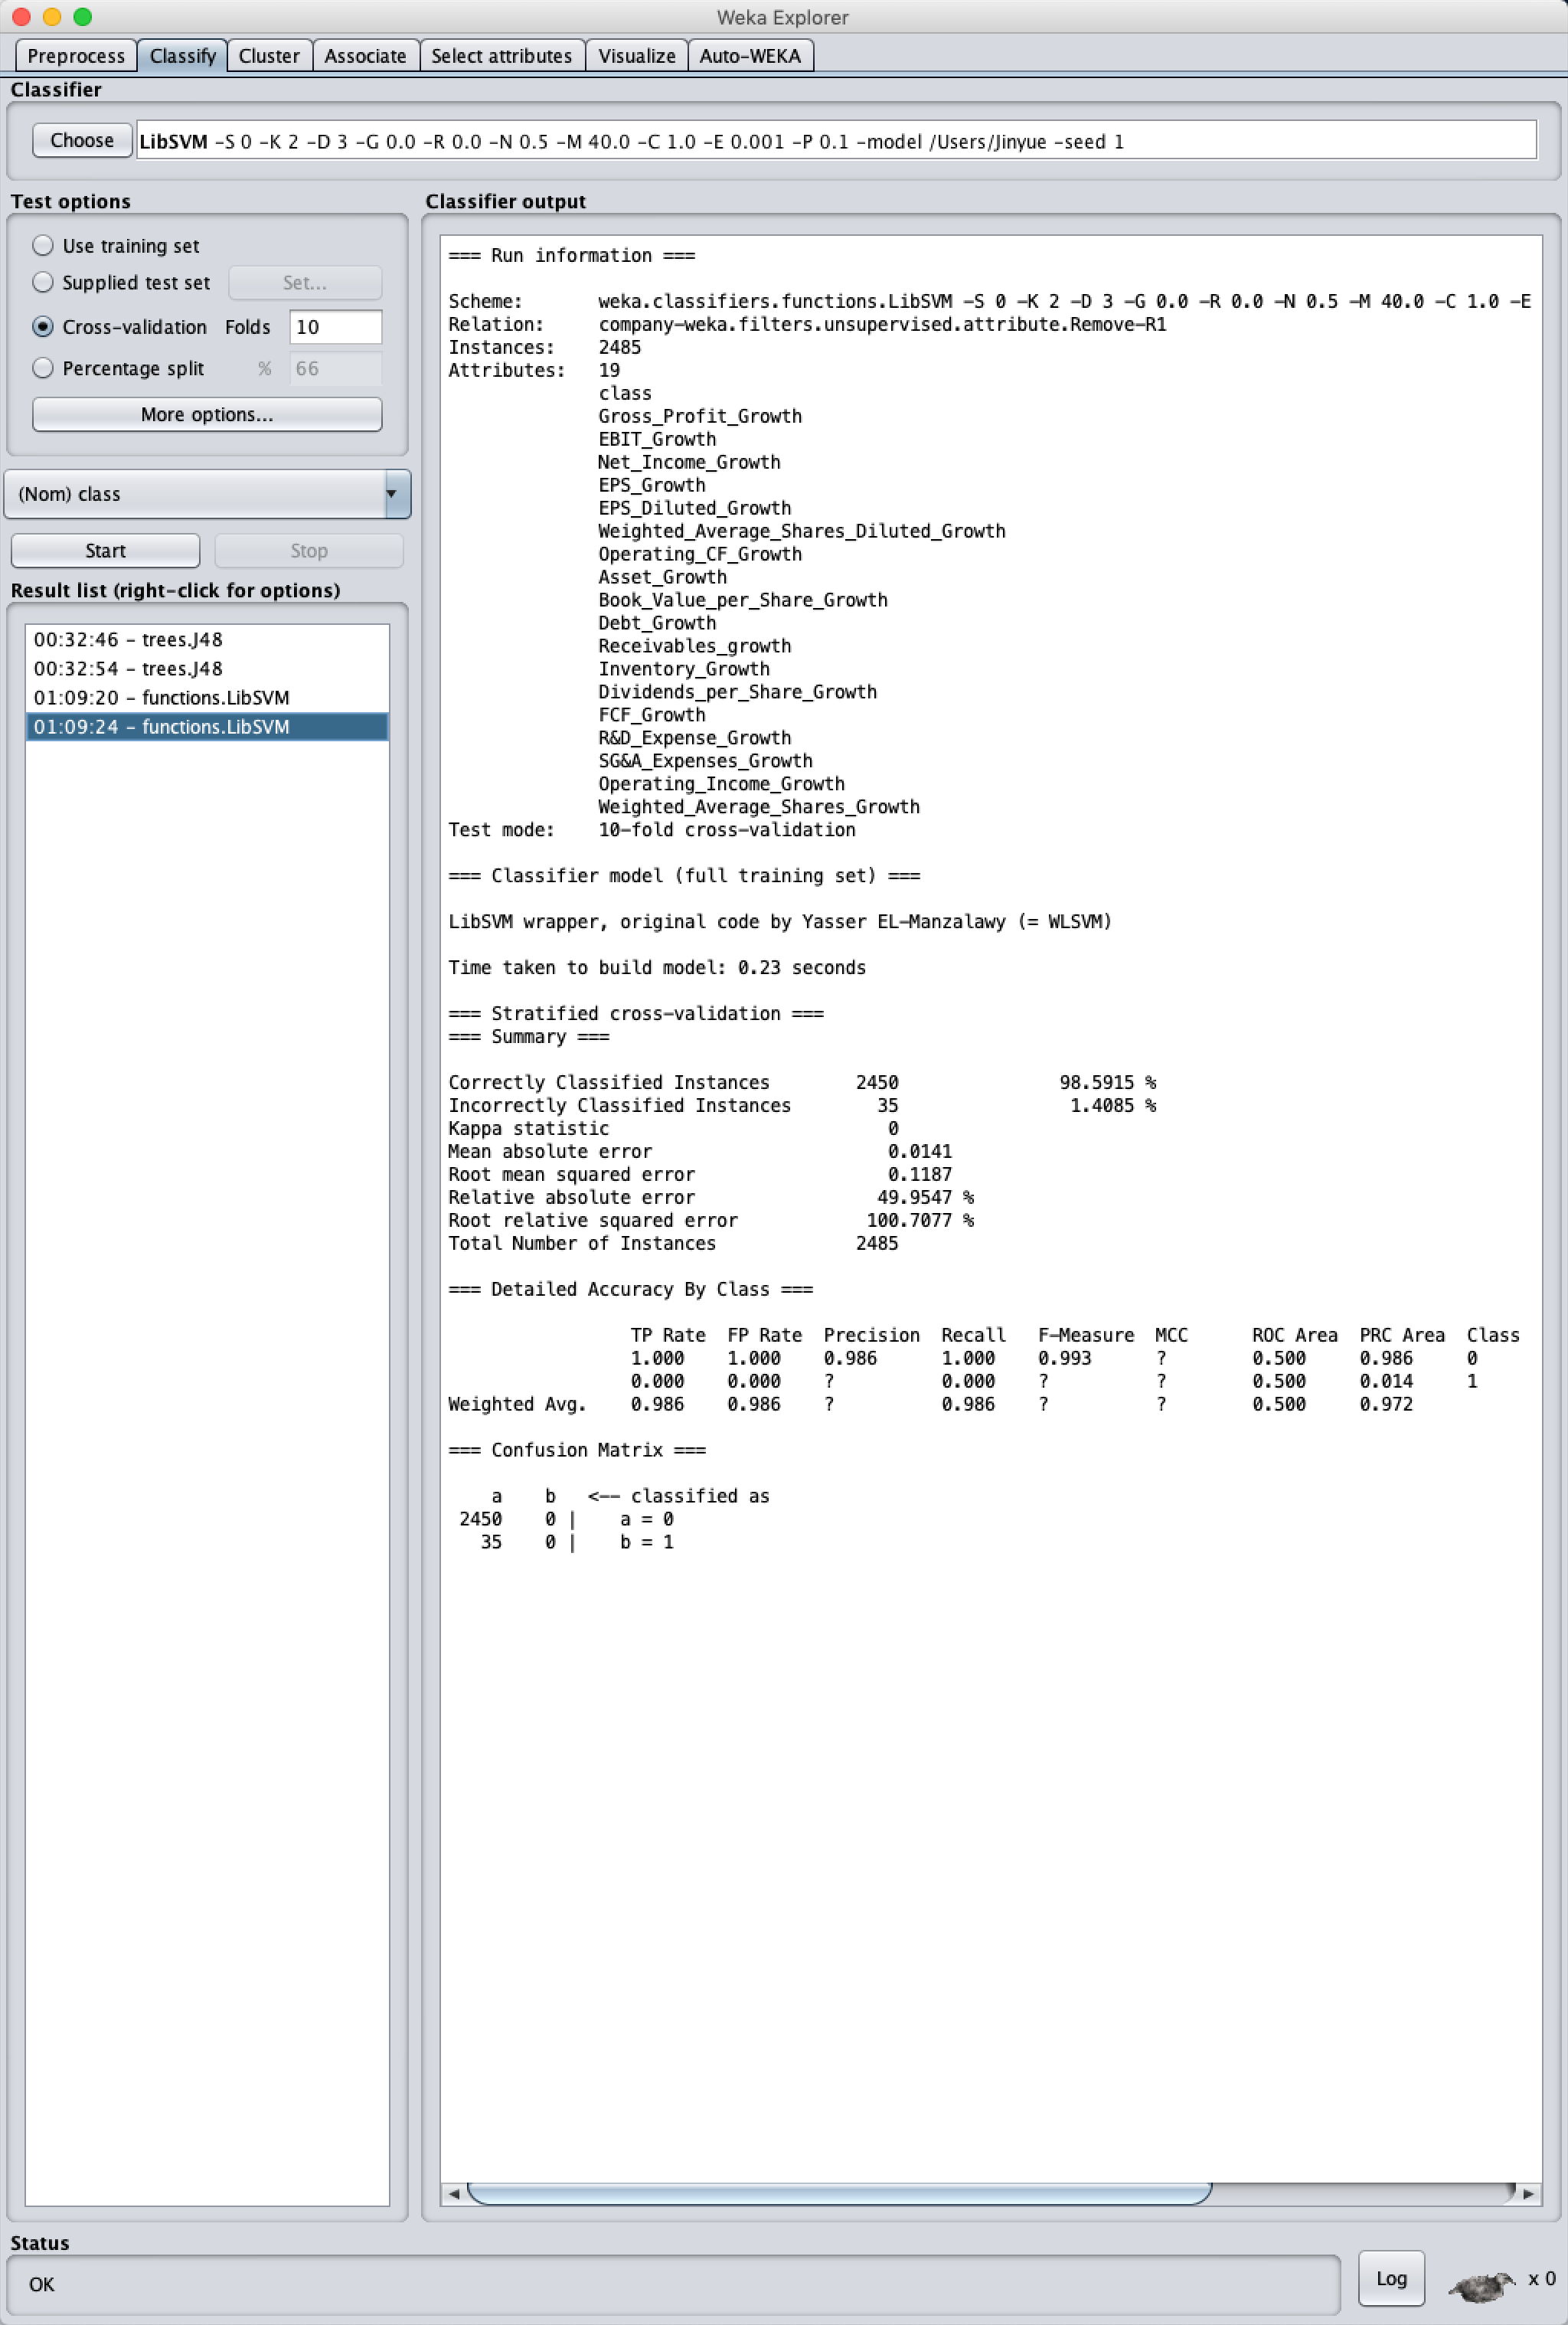 Weka Explorer
Preprocess Classify Cluster Associate Select attributes Visualize Auto-WEKA
Classifier
Choose LibSVM -S 0 -K 2 -D 3 -G 0.0 -R 0.0 -N 0.5 -M 40.0 -C 1.0 -E 0.001 -P 0.1 -model /Users/Jinyue -seed 1
Test options
Use training set
Supplied test set Set...
Cross-validation Folds 10
Percentage split % 66
More options...
(Nom) class
Start Stop
Result list (right-click for options)
00:32:46 - trees.J48
00:32:54 - trees.J48
01:09:20 - functions.LibSVM
01:09:24 - functions.LibSVM
Classifier output
=== Run information ===
Scheme: weka.classifiers.functions.LibSVM -S 0 -K 2 -D 3 -G 0.0 -R 0.0 -N 0.5 -M 40.0 -C 1.0 -E
Relation: company-weka.filters.unsupervised.attribute.Remove-R1
Instances: 2485
Attributes: 19
class
Gross_Profit_Growth
EBIT_Growth
Net_Income_Growth
EPS_Growth
EPS_Diluted_Growth
Weighted_Average_Shares_Diluted_Growth
Operating_CF_Growth
Asset_Growth
Book_Value_per_Share_Growth
Debt_Growth
Receivables_growth
Inventory_Growth
Dividends_per_Share_Growth
FCF_Growth
R&D_Expense_Growth
SG&A_Expenses_Growth
Operating_Income_Growth
Weighted_Average_Shares_Growth
Test mode: 10-fold cross-validation
=== Classifier model (full training set) ===
LibSVM wrapper, original code by Yasser EL-Manzalawy (= WLSVM)
Time taken to build model: 0.23 seconds
=== Stratified cross-validation ===
=== Summary ===
Correctly Classified Instances 2450 98.5915 %
Incorrectly Classified Instances 35 1.4085 %
Kappa statistic 0
Mean absolute error 0.0141
Root mean squared error 0.1187
Relative absolute error 49.9547 %
Root relative squared error 100.7077 %
Total Number of Instances 2485
=== Detailed Accuracy By Class ===
TP Rate FP Rate Precision Recall F-Measure MCC ROC Area PRC Area Class
1.000 1.000 0.986 1.000 0.993 ? 0.500 0.986 0
0.000 0.000 ? 0.000 ? ? 0.500 0.014 1
Weighted Avg. 0.986 0.986 ? 0.986 ? ? 0.500 0.972
=== Confusion Matrix ===
a b <-- classified as
2450 0 | a = 0
35 0 | b = 1
Status
OK
Log
x 0